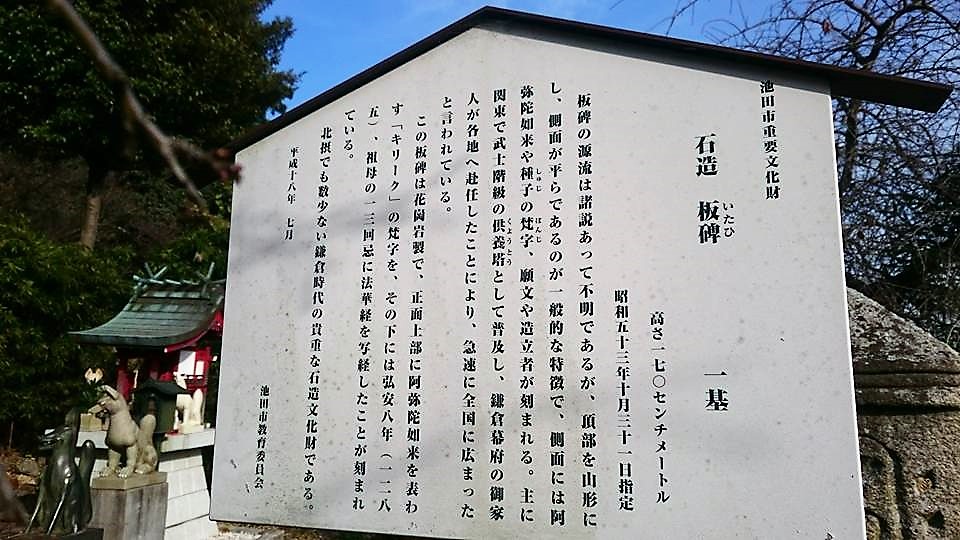 池田市重要文化財
石造 板碑 一基
いたひ
高さ一七〇センチメートル
昭和五十三年十月三十一日指定
板碑の源流は諸説あって不明であるが、頂部を山形に
し、側面が平らであるのが一般的な特徴で、側面には阿
弥陀如来や種子の梵字、願文や造立者が刻まれる。主に
しゅじ ぼんじ
関東で武士階級の供養塔として普及し、鎌倉幕府の御家
くようとう
人が各地へ赴任したことにより、急速に全国に広まった
と言われている。
この板碑は花崗岩製で、正面上部に阿弥陀如来を表わ
す「キリーク」の梵字を、その下には弘安八年(一二八
五)、祖母の一三回忌に法華経を写経したことが刻まれ
ている。
北摂でも数少ない鎌倉時代の貴重な石造文化財である。
平成十八年 七月
池田市教育委員会